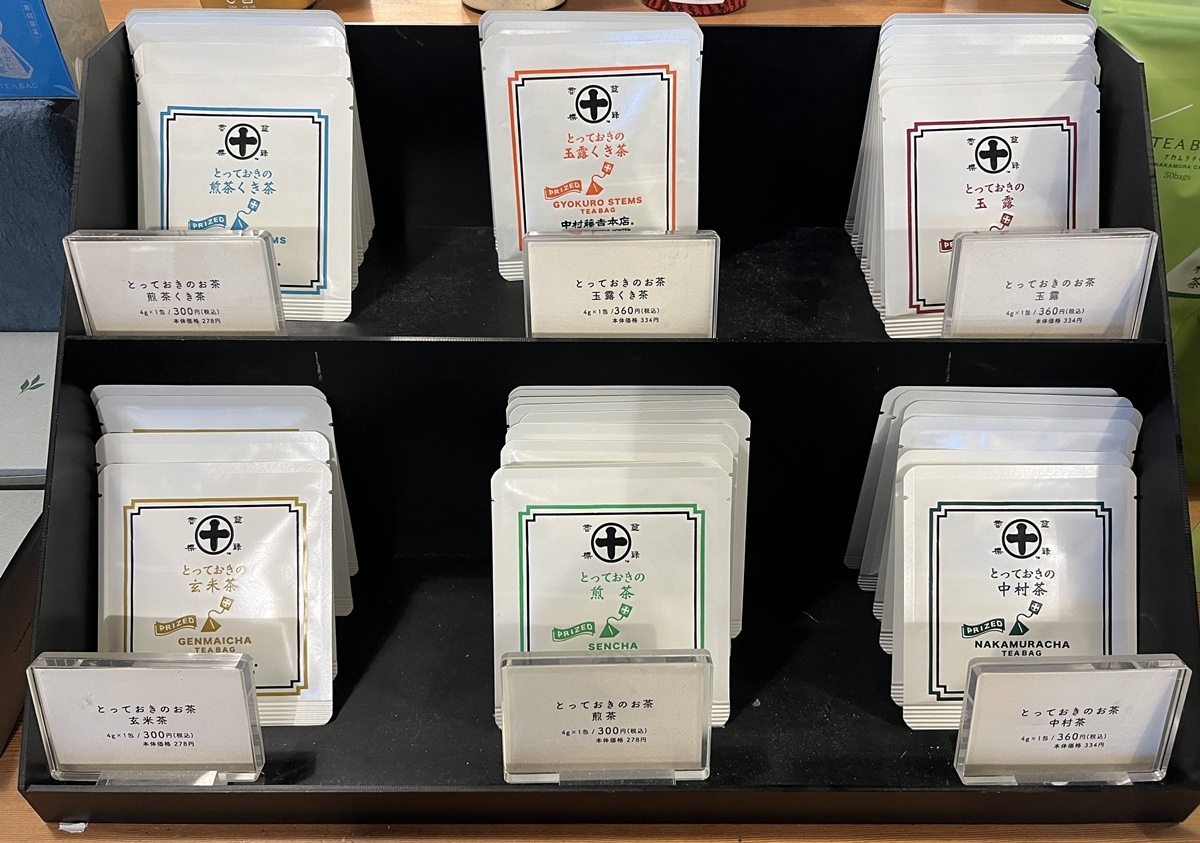 TEABAG
とっておきの
煎茶くき茶
PRIZED
とっておきのお茶
煎茶くき茶
4g×1包 / 300円(税込)
本体価格 278円
とっておきの
玉露くき茶
PRIZED
GYOKURO STEMS
TEABAG
中村藤吉本店
とっておきのお茶
玉露くき茶
4g×1包 / 360円(税込)
本体価格 334円
とっておきの
玉露
とっておきのお茶
玉露
4g×1包 / 360円(税込)
本体価格 334円
50bags
とっておきの
玄米茶
PRIZED
GENMAICHA
TEABAG
とっておきのお茶
玄米茶
4g×1包 / 300円(税込)
本体価格 278円
とっておきの
煎茶
PRIZED
SENCHA
とっておきのお茶
煎茶
4g×1包 / 300円(税込)
本体価格 278円
とっておきの
中村茶
PRIZED
NAKAMURACHA
TEABAG
とっておきのお茶
中村茶
4g×1包 / 360円(税込)
本体価格 334円